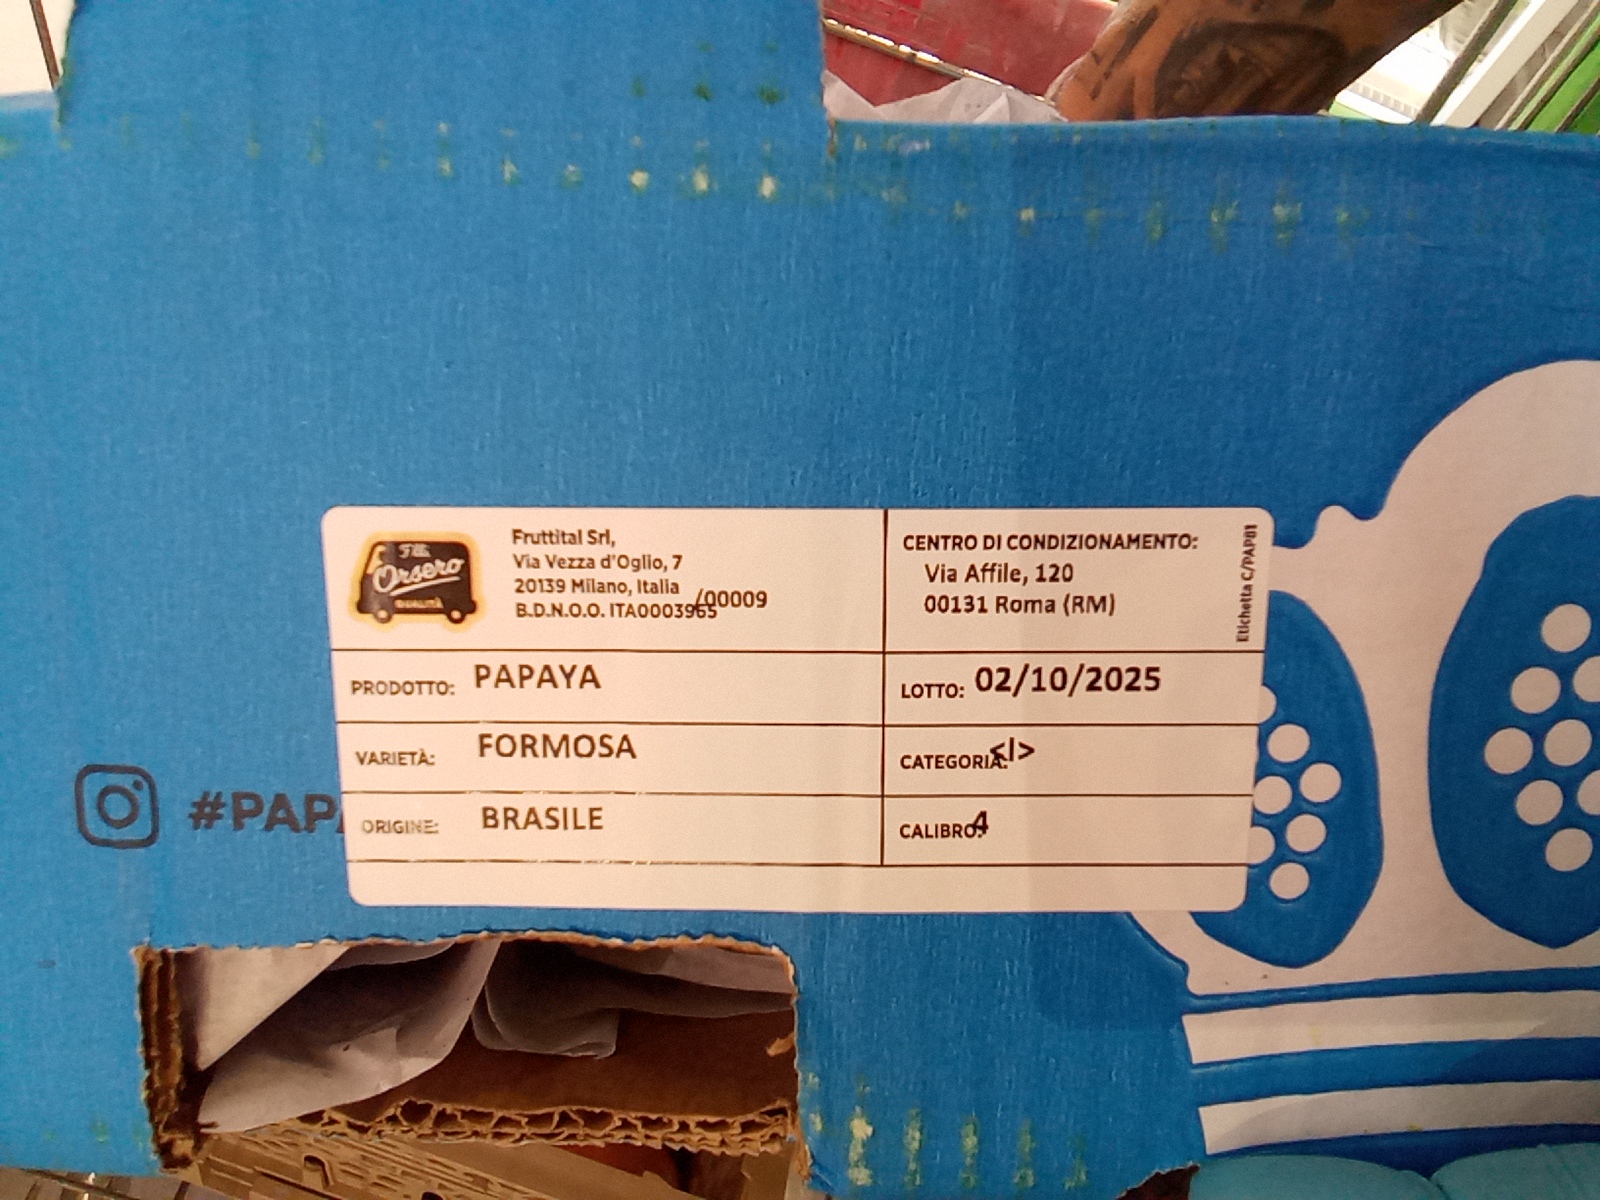 F.lli
Orsero
QUALITÀ
Fruttital Srl,
Via Vezza d'Oglio, 7
20139 Milano, Italia
B.D.N.O.O. ITA0003965 /00009
CENTRO DI CONDIZIONAMENTO:
Via Affile, 120
00131 Roma (RM)
Etichetta C/PAP01
PRODOTTO: PAPAYA
LOTTO: 02/10/2025
VARIETÀ: FORMOSA
CATEGORIA: <I>
ORIGINE: BRASILE
CALIBRO: 4
#PAP